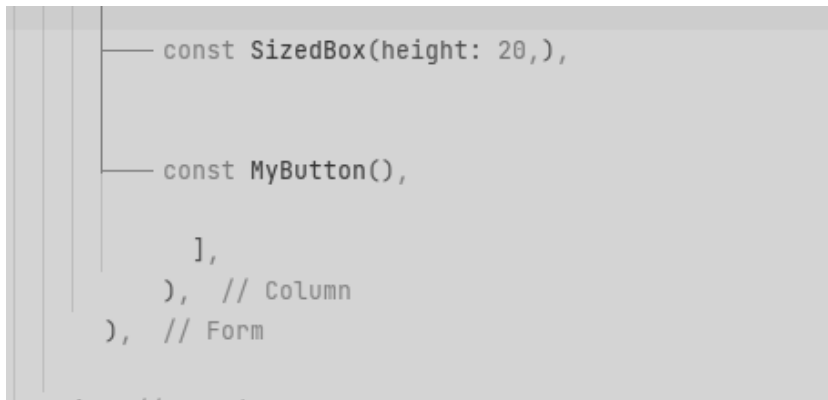 const SizedBox(height: 20,),
const MyButton(),
],
), // Column
), // Form